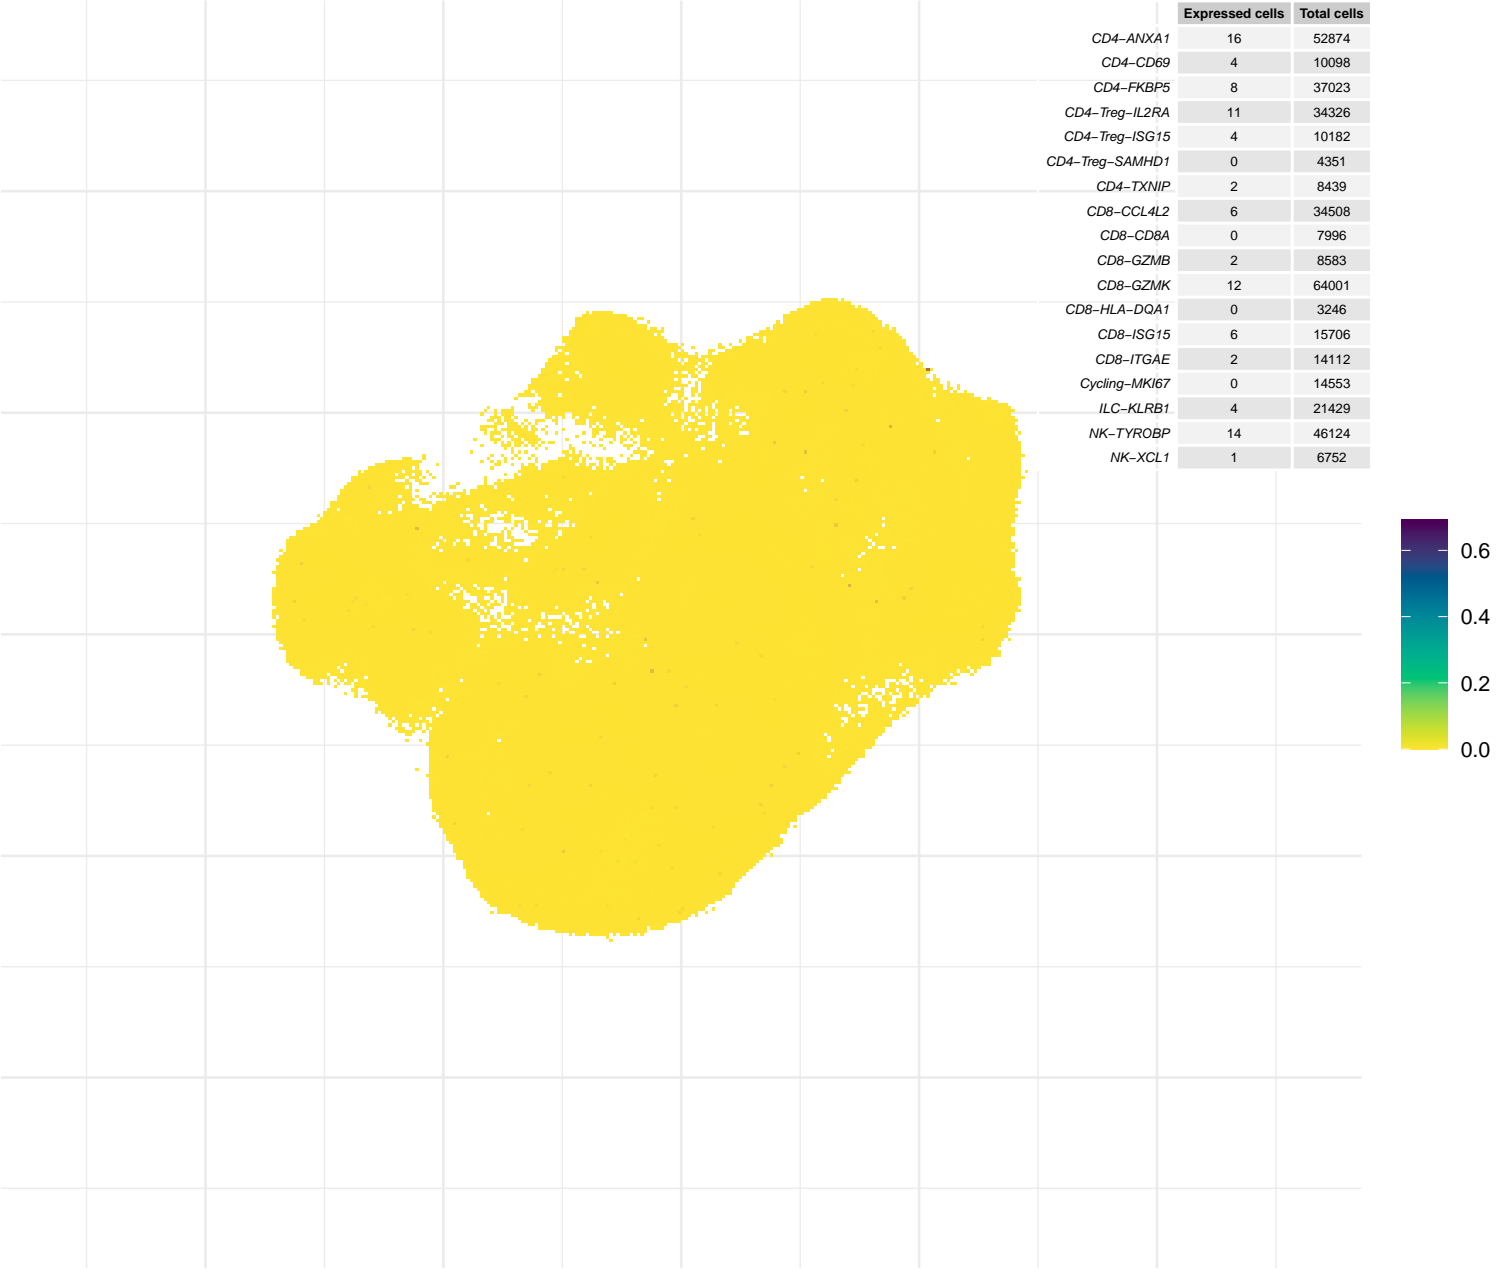 Expressed cells Total cells
CD4−ANXA1 16 52874
CD4−CD69 4 10098
CD4−FKBP5 8 37023
CD4−Treg−IL2RA 11 34326
CD4−Treg−ISG15 4 10182
CD4−Treg−SAMHD1 0 4351
CD4−TXNIP 2 8439
CD8−CCL4L2 6 34508
CD8−CD8A 0 7996
CD8−GZMB 2 8583
CD8−GZMK 12 64001
CD8−HLA−DQA1 0 3246
CD8−ISG15 6 15706
CD8−ITGAE 2 14112
Cycling−MKI67 0 14553
ILC−KLRB1 4 21429
NK−TYROBP 14 46124
NK−XCL1 1 6752
0.6
0.4
0.2
0.0